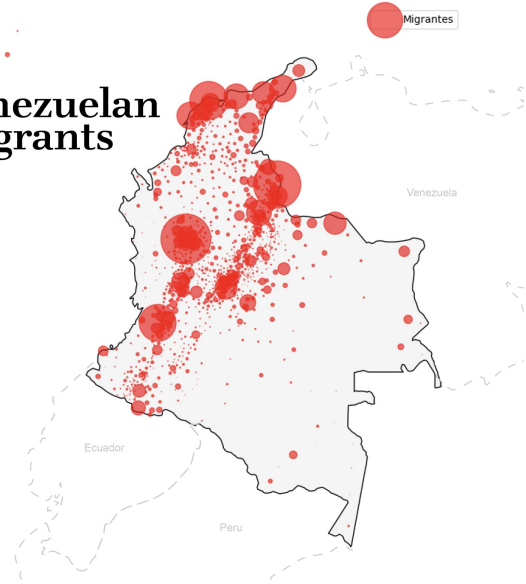 Migrantes
nezuelan
grants
Venezuela
Ecuador
Peru